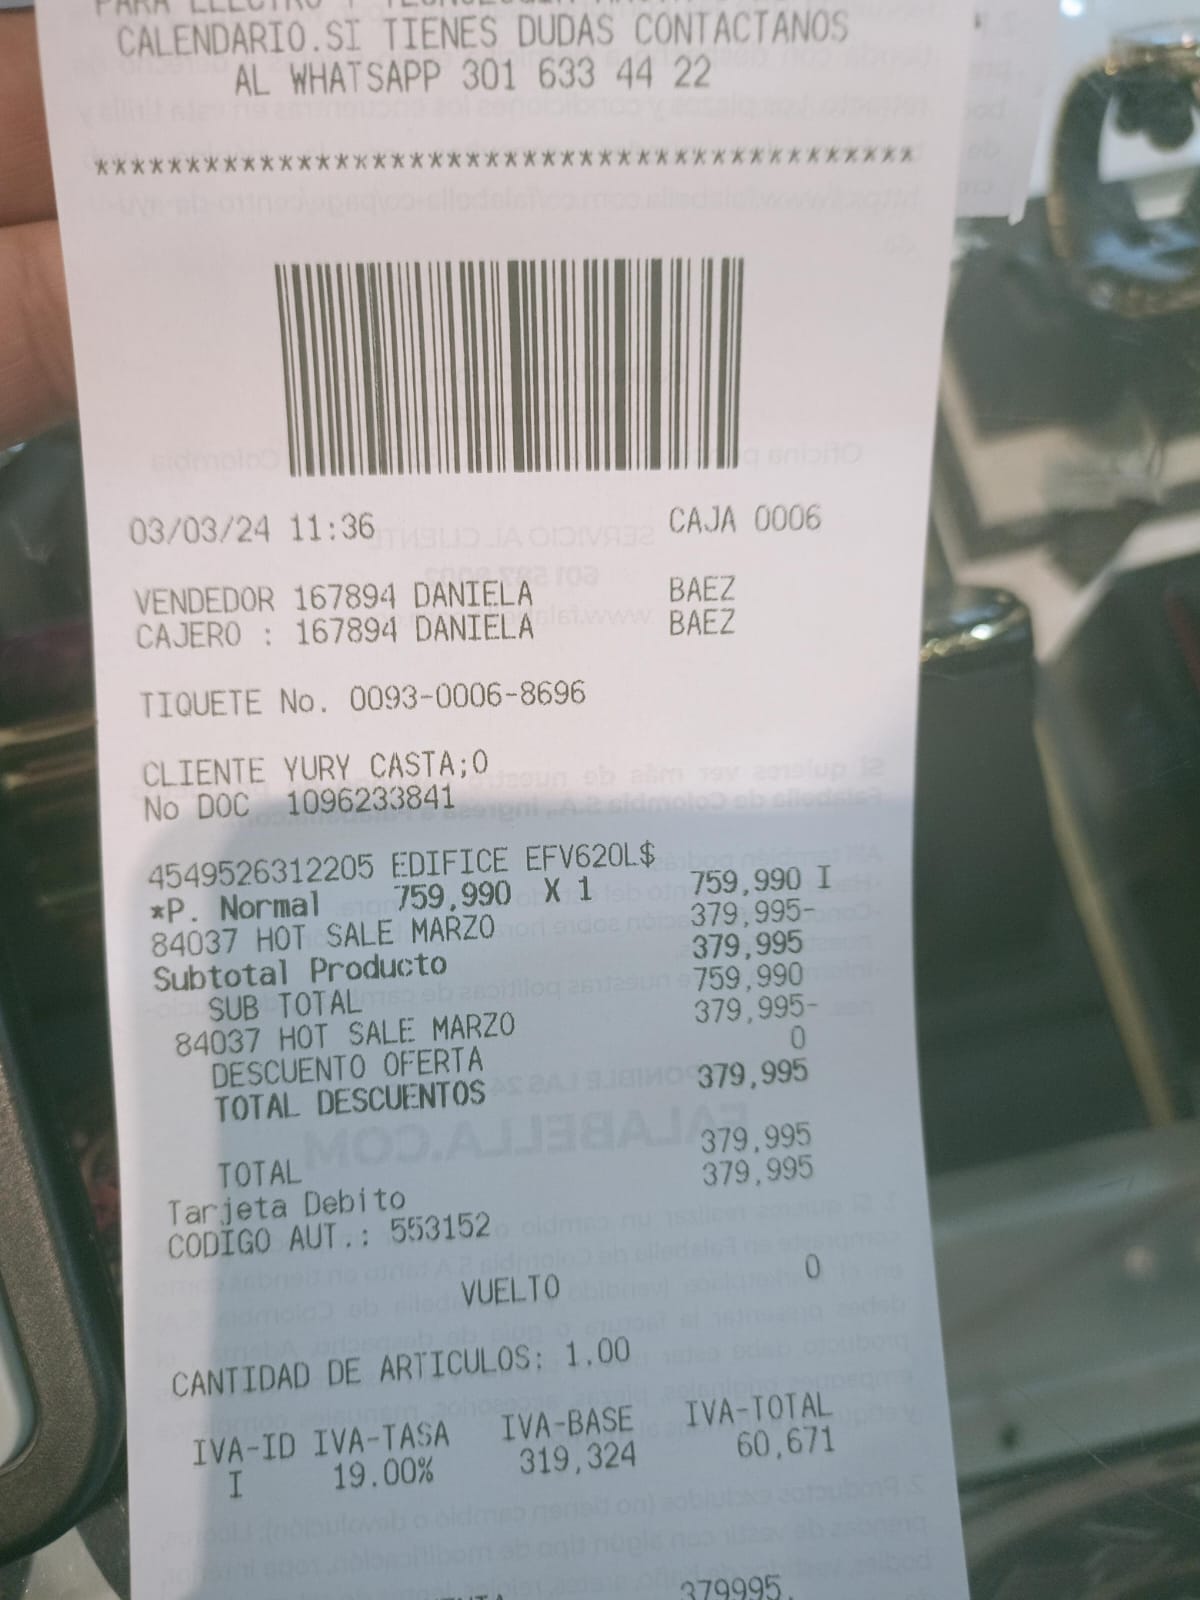 PARA ELECTRO Y TECNOLOGIA
CALENDARIO.SI TIENES DUDAS CONTACTANOS
AL WHATSAPP 301 633 44 22
********************************************
03/03/24 11:36 CAJA 0006
VENDEDOR 167894 DANIELA BAEZ
CAJERO : 167894 DANIELA BAEZ
TIQUETE No. 0093-0006-8696
CLIENTE YURY CASTA;O
No DOC 1096233841
4549526312205 EDIFICE EFV620L$
*P. Normal 759,990 X 1 759,990 I
84037 HOT SALE MARZO 379,995-
Subtotal Producto 379,995
SUB TOTAL 759,990
84037 HOT SALE MARZO 379,995-
DESCUENTO OFERTA 0
TOTAL DESCUENTOS 379,995
TOTAL 379,995
Tarjeta Debito 379,995
CODIGO AUT.: 553152
VUELTO 0
CANTIDAD DE ARTICULOS: 1,00
IVA-ID IVA-TASA IVA-BASE IVA-TOTAL
I 19.00% 319,324 60,671
379995.